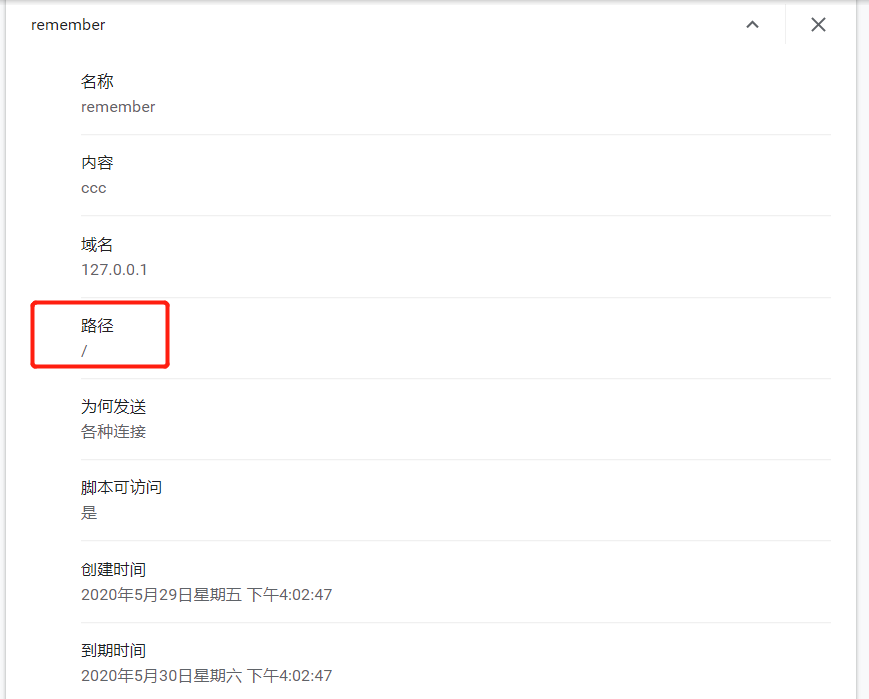 remember
名称
remember
内容
ccc
域名
127.0.0.1
路径
/
为何发送
各种连接
脚本可访问
是
创建时间
2020年5月29日星期五 下午4:02:47
到期时间
2020年5月30日星期六 下午4:02:47